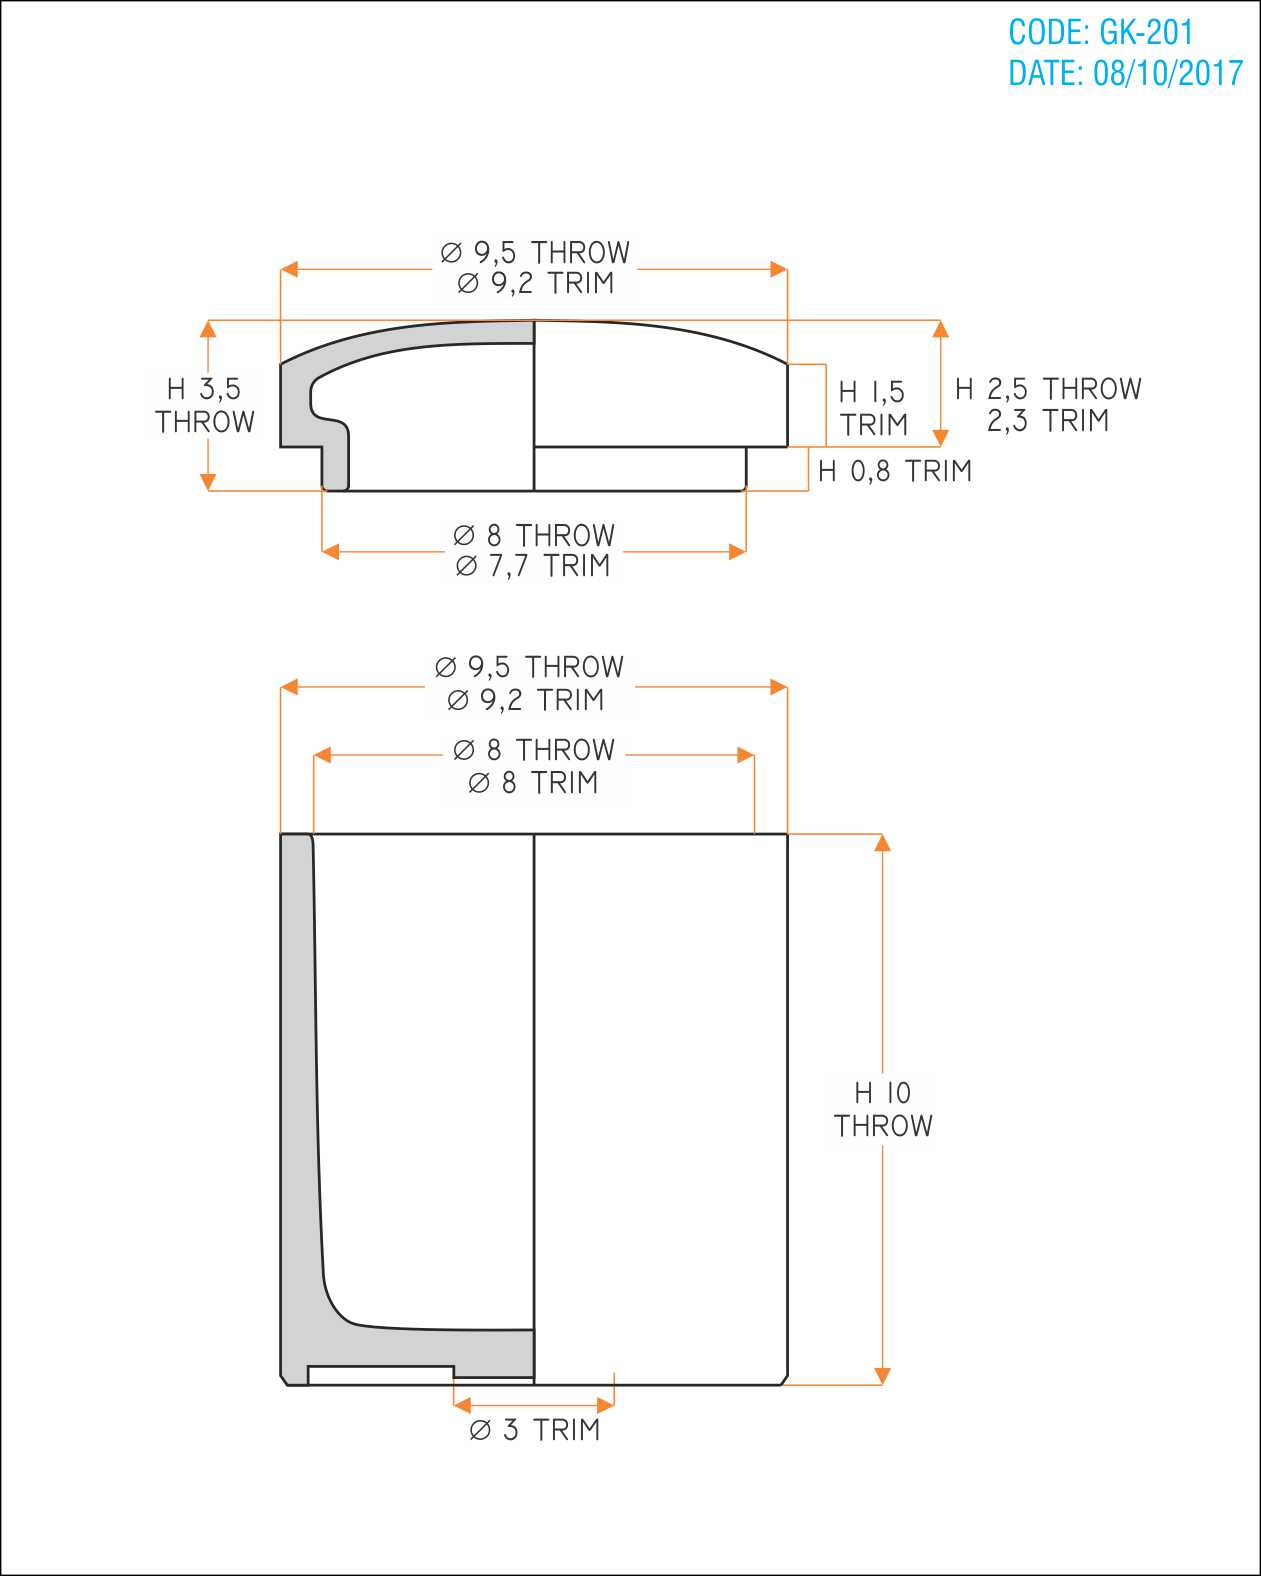 CODE: GK-201
DATE: 08/10/2017
Ø 9,5 THROW
Ø 9,2 TRIM
H 3,5
THROW
H 1,5
TRIM
H 2,5 THROW
2,3 TRIM
H 0,8 TRIM
Ø 8 THROW
Ø 7,7 TRIM
Ø 9,5 THROW
Ø 9,2 TRIM
Ø 8 THROW
Ø 8 TRIM
H 10
THROW
Ø 3 TRIM